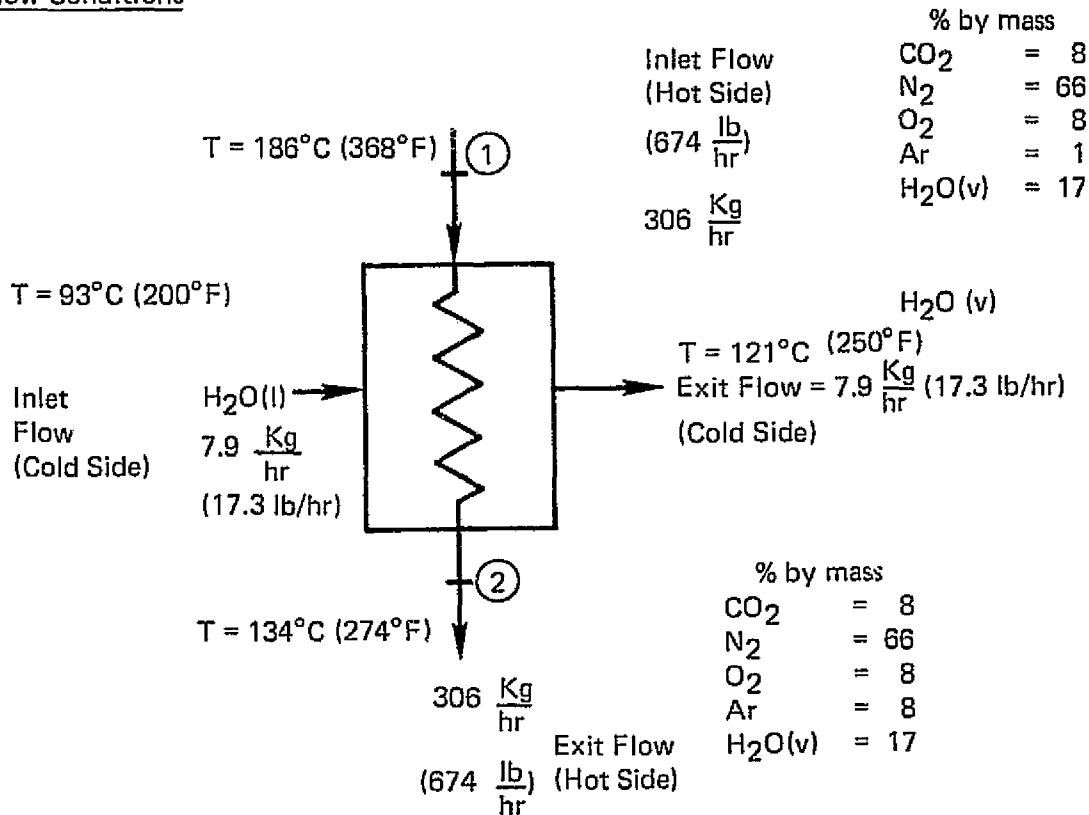 % by mass
Inlet Flow
(Hot Side)
(674 lb/hr)
306 Kg/hr
CO2 = 8
N2 = 66
O2 = 8
Ar = 1
H2O(v) = 17
T = 186°C (368°F) 1
T = 93°C (200°F)
Inlet
Flow
(Cold Side)
H2O(l)
7.9 Kg/hr
(17.3 lb/hr)
H2O (v)
T = 121°C (250°F)
Exit Flow = 7.9 Kg/hr (17.3 lb/hr)
(Cold Side)
2
T = 134°C (274°F)
306 Kg/hr
(674 lb/hr)
Exit Flow
(Hot Side)
% by mass
CO2 = 8
N2 = 66
O2 = 8
Ar = 8
H2O(v) = 17